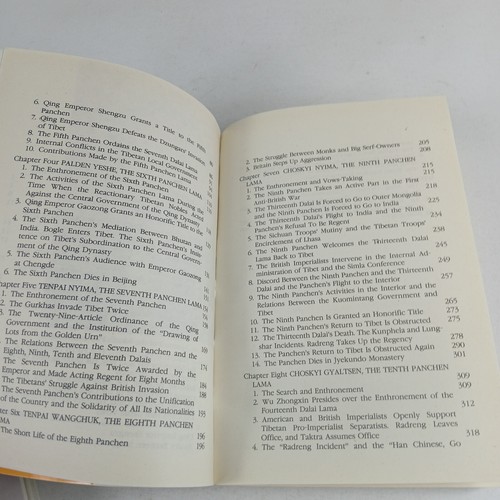 6. Qing Emperor Shengzu Grants a Title to the Fifth
Panchen
7. Qing Emperor Shengzu Defeats the Dzungary Invasion
of Tibet
8. The Fifth Panchen Ordains the Seventh Dalai Lama
9. Internal Conflicts in the Tibetan Local Government
10. Contributions Made by the Fifth Panchen Lama
Chapter Four PALDEN YESHE, THE SIXTH PANCHEN LAMA
1. The Enthronement of the Sixth Panchen
2. The Activities of the Sixth Panchen Lama During the
Time When the Reactionary Tibetan Nobles Were
Against the Central Government of the Qing Dynasty
3. Qing Emperor Gaozong Grants an Honorific Title to the
Sixth Panchen
4. The Sixth Panchen's Mediation Between Bhutan and
India. Bogle Enters Tibet. The Sixth Panchen's Insis-
tence on Tibet's Subordination to the Central Govern-
ment of the Qing Dynasty
5. The Sixth Panchen's Audience with Emperor Gaozong
at Chengde
6. The Sixth Panchen Dies in Beijing
Chapter Five TENPAI NYIMA, THE SEVENTH PANCHEN LAMA
1. The Enthronement of the Seventh Panchen
2. The Gurkhas Invade Tibet Twice
3. The Twenty-Nine-Article Ordinance of the Qing
Government and the Institution of the "Drawing of
Lots from the Golden Urn" 169
The Relations Between the Seventh Panchen and the
Eighth, Ninth, Tenth and Eleventh Dalais 174
The Seventh Panchen Is Twice Awarded by the
Emperor and Made Acting Regent for Eight Months 184
The Tibetans' Struggle Against British Invasion 188
The Seventh Panchen's Contributions to the Unification
of the Country and the Solidarity of All Its Nationalities 193
Six TENPAI WANGCHUK, THE EIGHTH PANCHEN
196
The Short Life of the Eighth Panchen 196
205
2. The Struggle Between Monks and Big Serf-Owners 208
3. Britain Steps Up Aggression
Chapter Seven CHOSKYI NYIMA, THE NINTH PANCHEN
LAMA 215
1. The Enthronement and Vows-Taking 215
2. The Ninth Panchen Takes an Active Part in the First
Anti-British War 218
3. The Thirteenth Dalai Is Forced to Go to Outer Mongolia
and the Ninth Panchen Is Forced to Go to India 225
4. The Thirteenth Dalai's Flight to India and the Ninth
Panchen's Refusal To Be Regent 234
5. The Sichuan Troops' Mutiny and the Tibetan Troops'
Encirclement of Lhasa
6. The Ninth Panchen Welcomes the Thirteenth Dalai
Lama Back to Tibet
7. The British Imperialists Intervene in the Internal Ad-
ministration of Tibet and the Simla Conference 245
8. Discord Between the Ninth Panchen and the Thirteenth
Dalai and the Panchen's Flight to the Interior 249
9. The Ninth Panchen's Activities in the Interior and the
Relations Between the Kuomintang Government and
Tibet 257
10. The Ninth Panchen Is Granted an Honorific Title 265
11. The Ninth Panchen's Return to Tibet Is Obstructed 273
12. The Thirteenth Dalai's Death. The Kunphela and Lung-
shar Incidents. Radreng Takes Up the Regency 278
13. The Panchen's Return to Tibet Is Obstructed Again 290
14. The Panchen Dies in Jyekundo Monastery 301
Chapter Eight CHOSKYI GYALTSEN, THE TENTH PANCHEN
LAMA 309
1. The Search and Enthronement 309
2. Wu Zhongxin Presides over the Enthronement of the
Fourteenth Dalai Lama 312
3. American and British Imperialists Openly Support
Tibetan Pro-Imperialist Separatists. Radreng Leaves
Office, and Taktra Assumes Office 318
4. The "Radreng Incident" and the "Han Chinese, Go